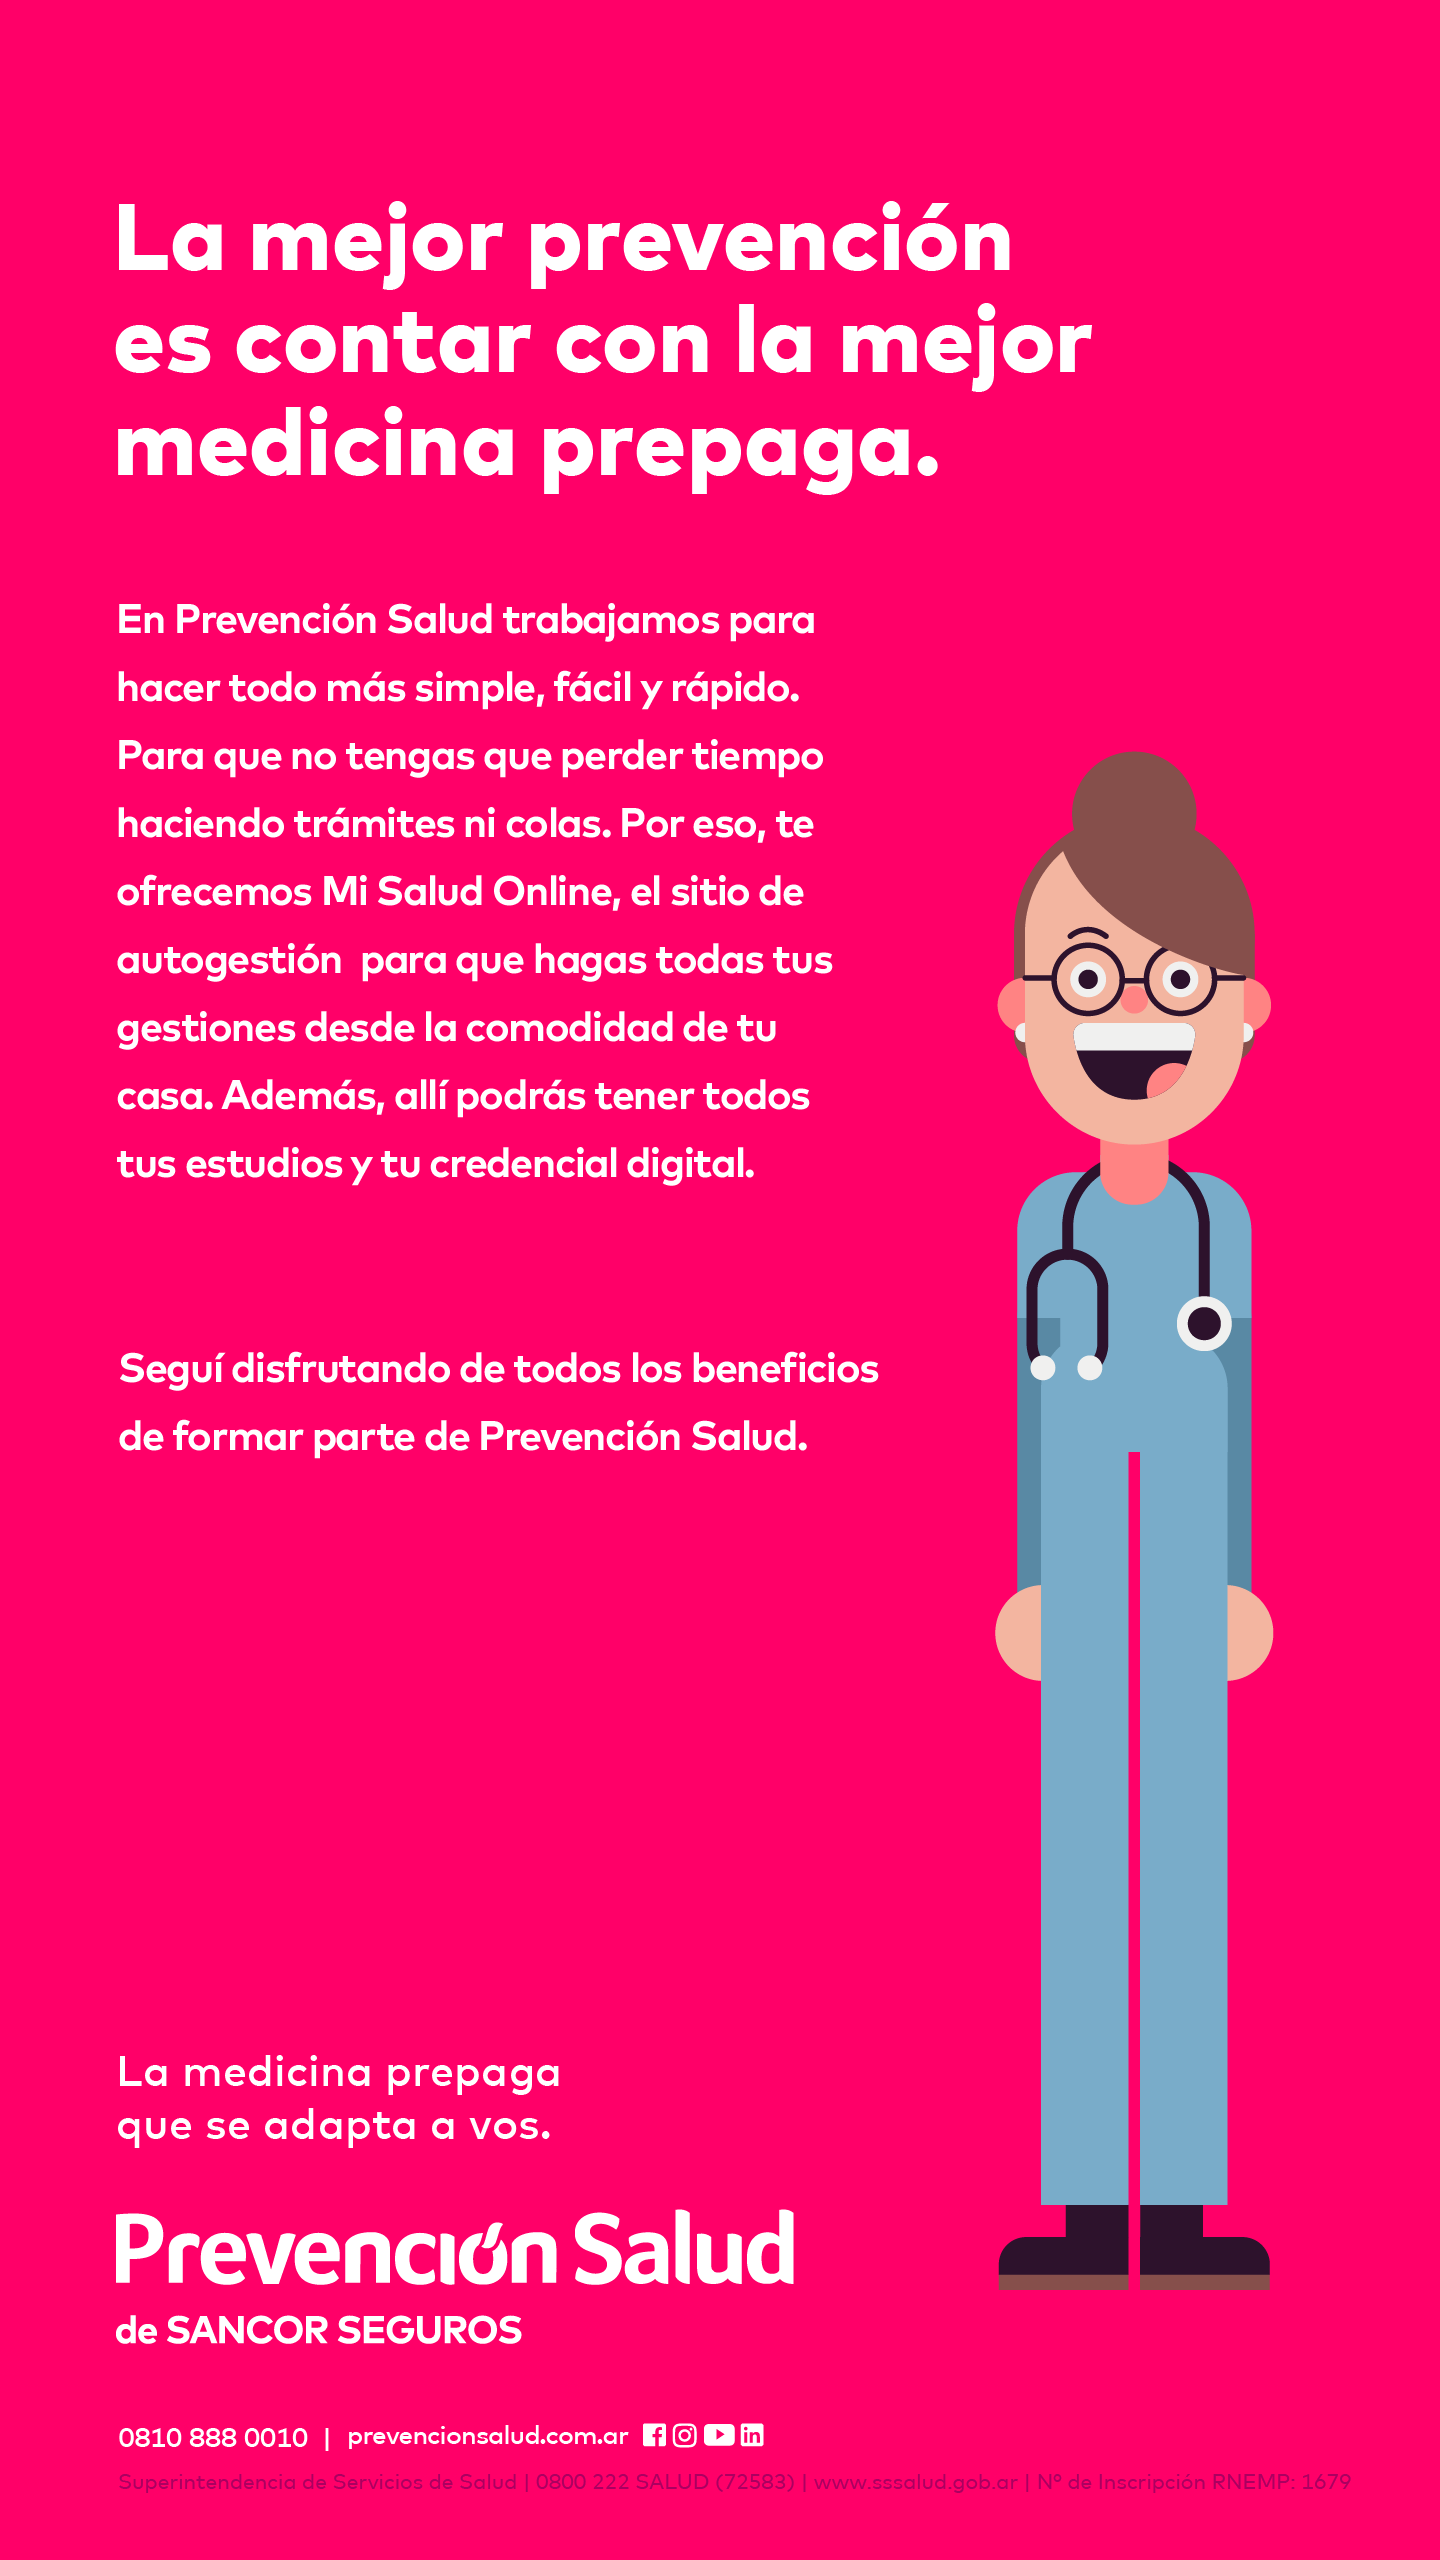 La mejor prevención
es contar con la mejor
medicina prepaga.
En Prevención Salud trabajamos para
hacer todo más simple, fácil y rápido.
Para que no tengas que perder tiempo
haciendo trámites ni colas. Por eso, te
ofrecemos Mi Salud Online, el sitio de
autogestión  para que hagas todas tus
gestiones desde la comodidad de tu
casa. Además, allí podrás tener todos
tus estudios y tu credencial digital.
Seguí disfrutando de todos los beneficios
de formar parte de Prevención Salud.
La medicina prepaga
que se adapta a vos.
Prevención Salud
de SANCOR SEGUROS
0810 888 0010 | prevencionsalud.com.ar
Superintendencia de Servicios de Salud | 0800 222 SALUD (72583) | www.sssalud.gob.ar | Nº de Inscripción RNEMP: 1679